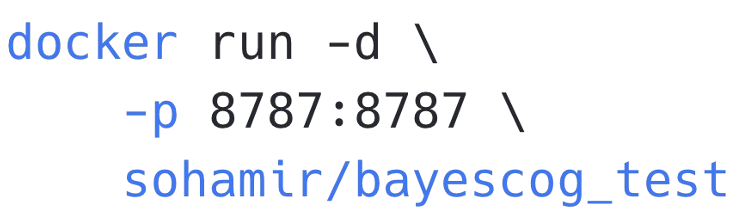 docker run -d \
    -p 8787:8787 \
    sohamir/bayescog_test